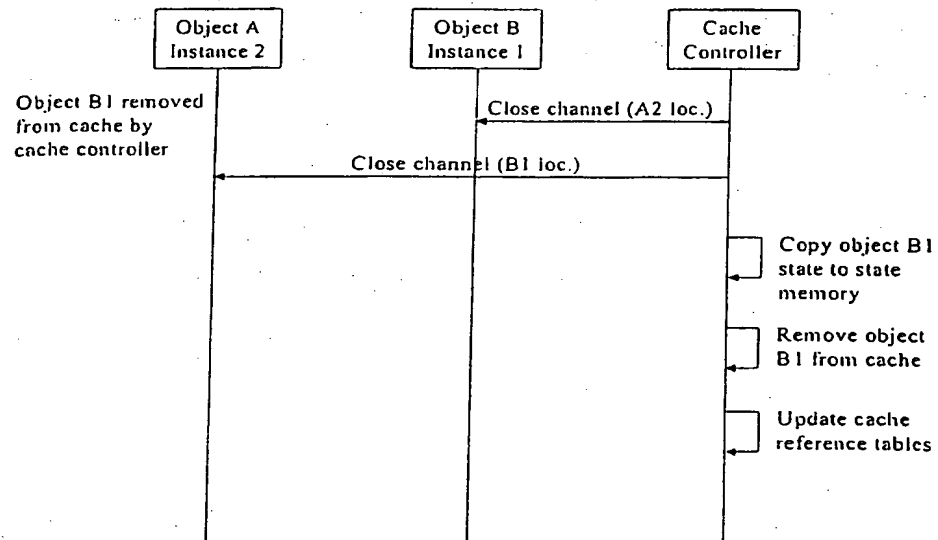 Object A
Instance 2
Object B
Instance 1
Cache
Controller
Object B1 removed
from cache by
cache controller
Close channel (A2 loc.)
Close channel (B1 loc.)
Copy object B1
state to state
memory
Remove object
B1 from cache
Update cache
reference tables